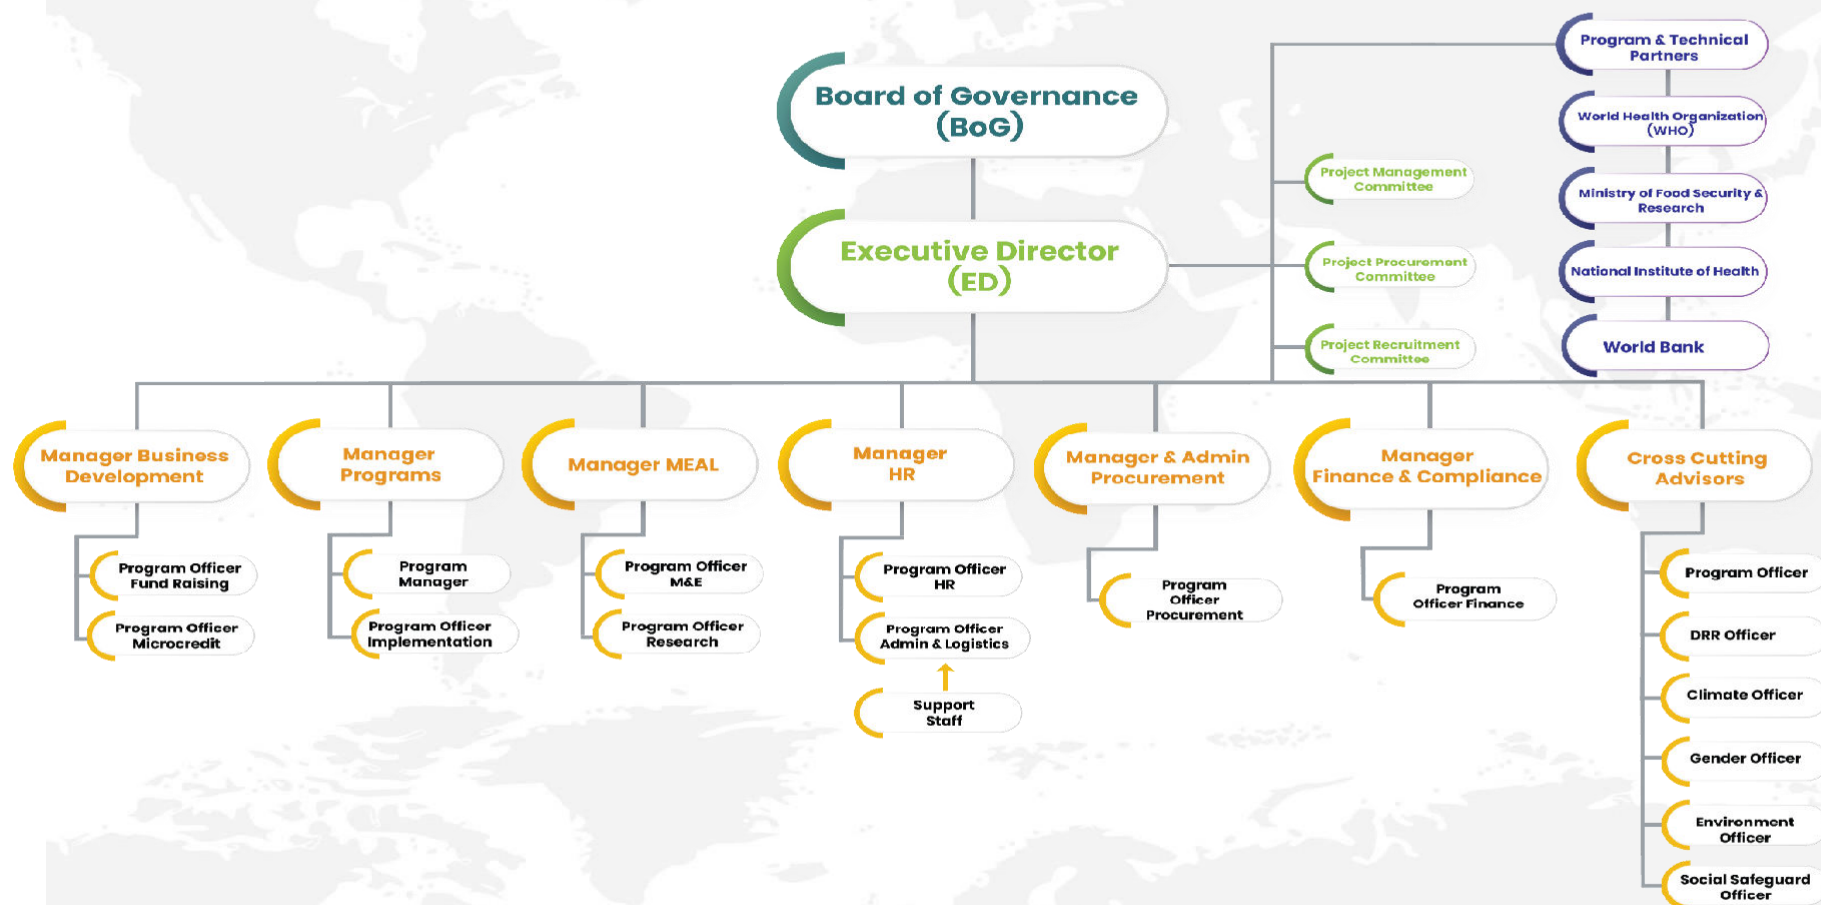 Board of Governance
(BoG)
Executive Director
(ED)
Program & Technical
Partners
World Health Organization
(WHO)
Ministry of Food Security &
Research
National Institute of Health
World Bank
Project Management
Committee
Project Procurement
Committee
Project Recruitment
Committee
Manager Business
Development
Program Officer
Fund Raising
Program Officer
Microcredit
Manager
Programs
Program
Manager
Program Officer
Implementation
Manager MEAL
Program Officer
M&E
Program Officer
Research
Manager
HR
Program Officer
HR
Program Officer
Admin & Logistics
Support
Staff
Manager & Admin
Procurement
Program
Officer
Procurement
Manager
Finance & Compliance
Program
Officer Finance
Cross Cutting
Advisors
Program Officer
DRR Officer
Climate Officer
Gender Officer
Environment
Officer
Social Safeguard
Officer